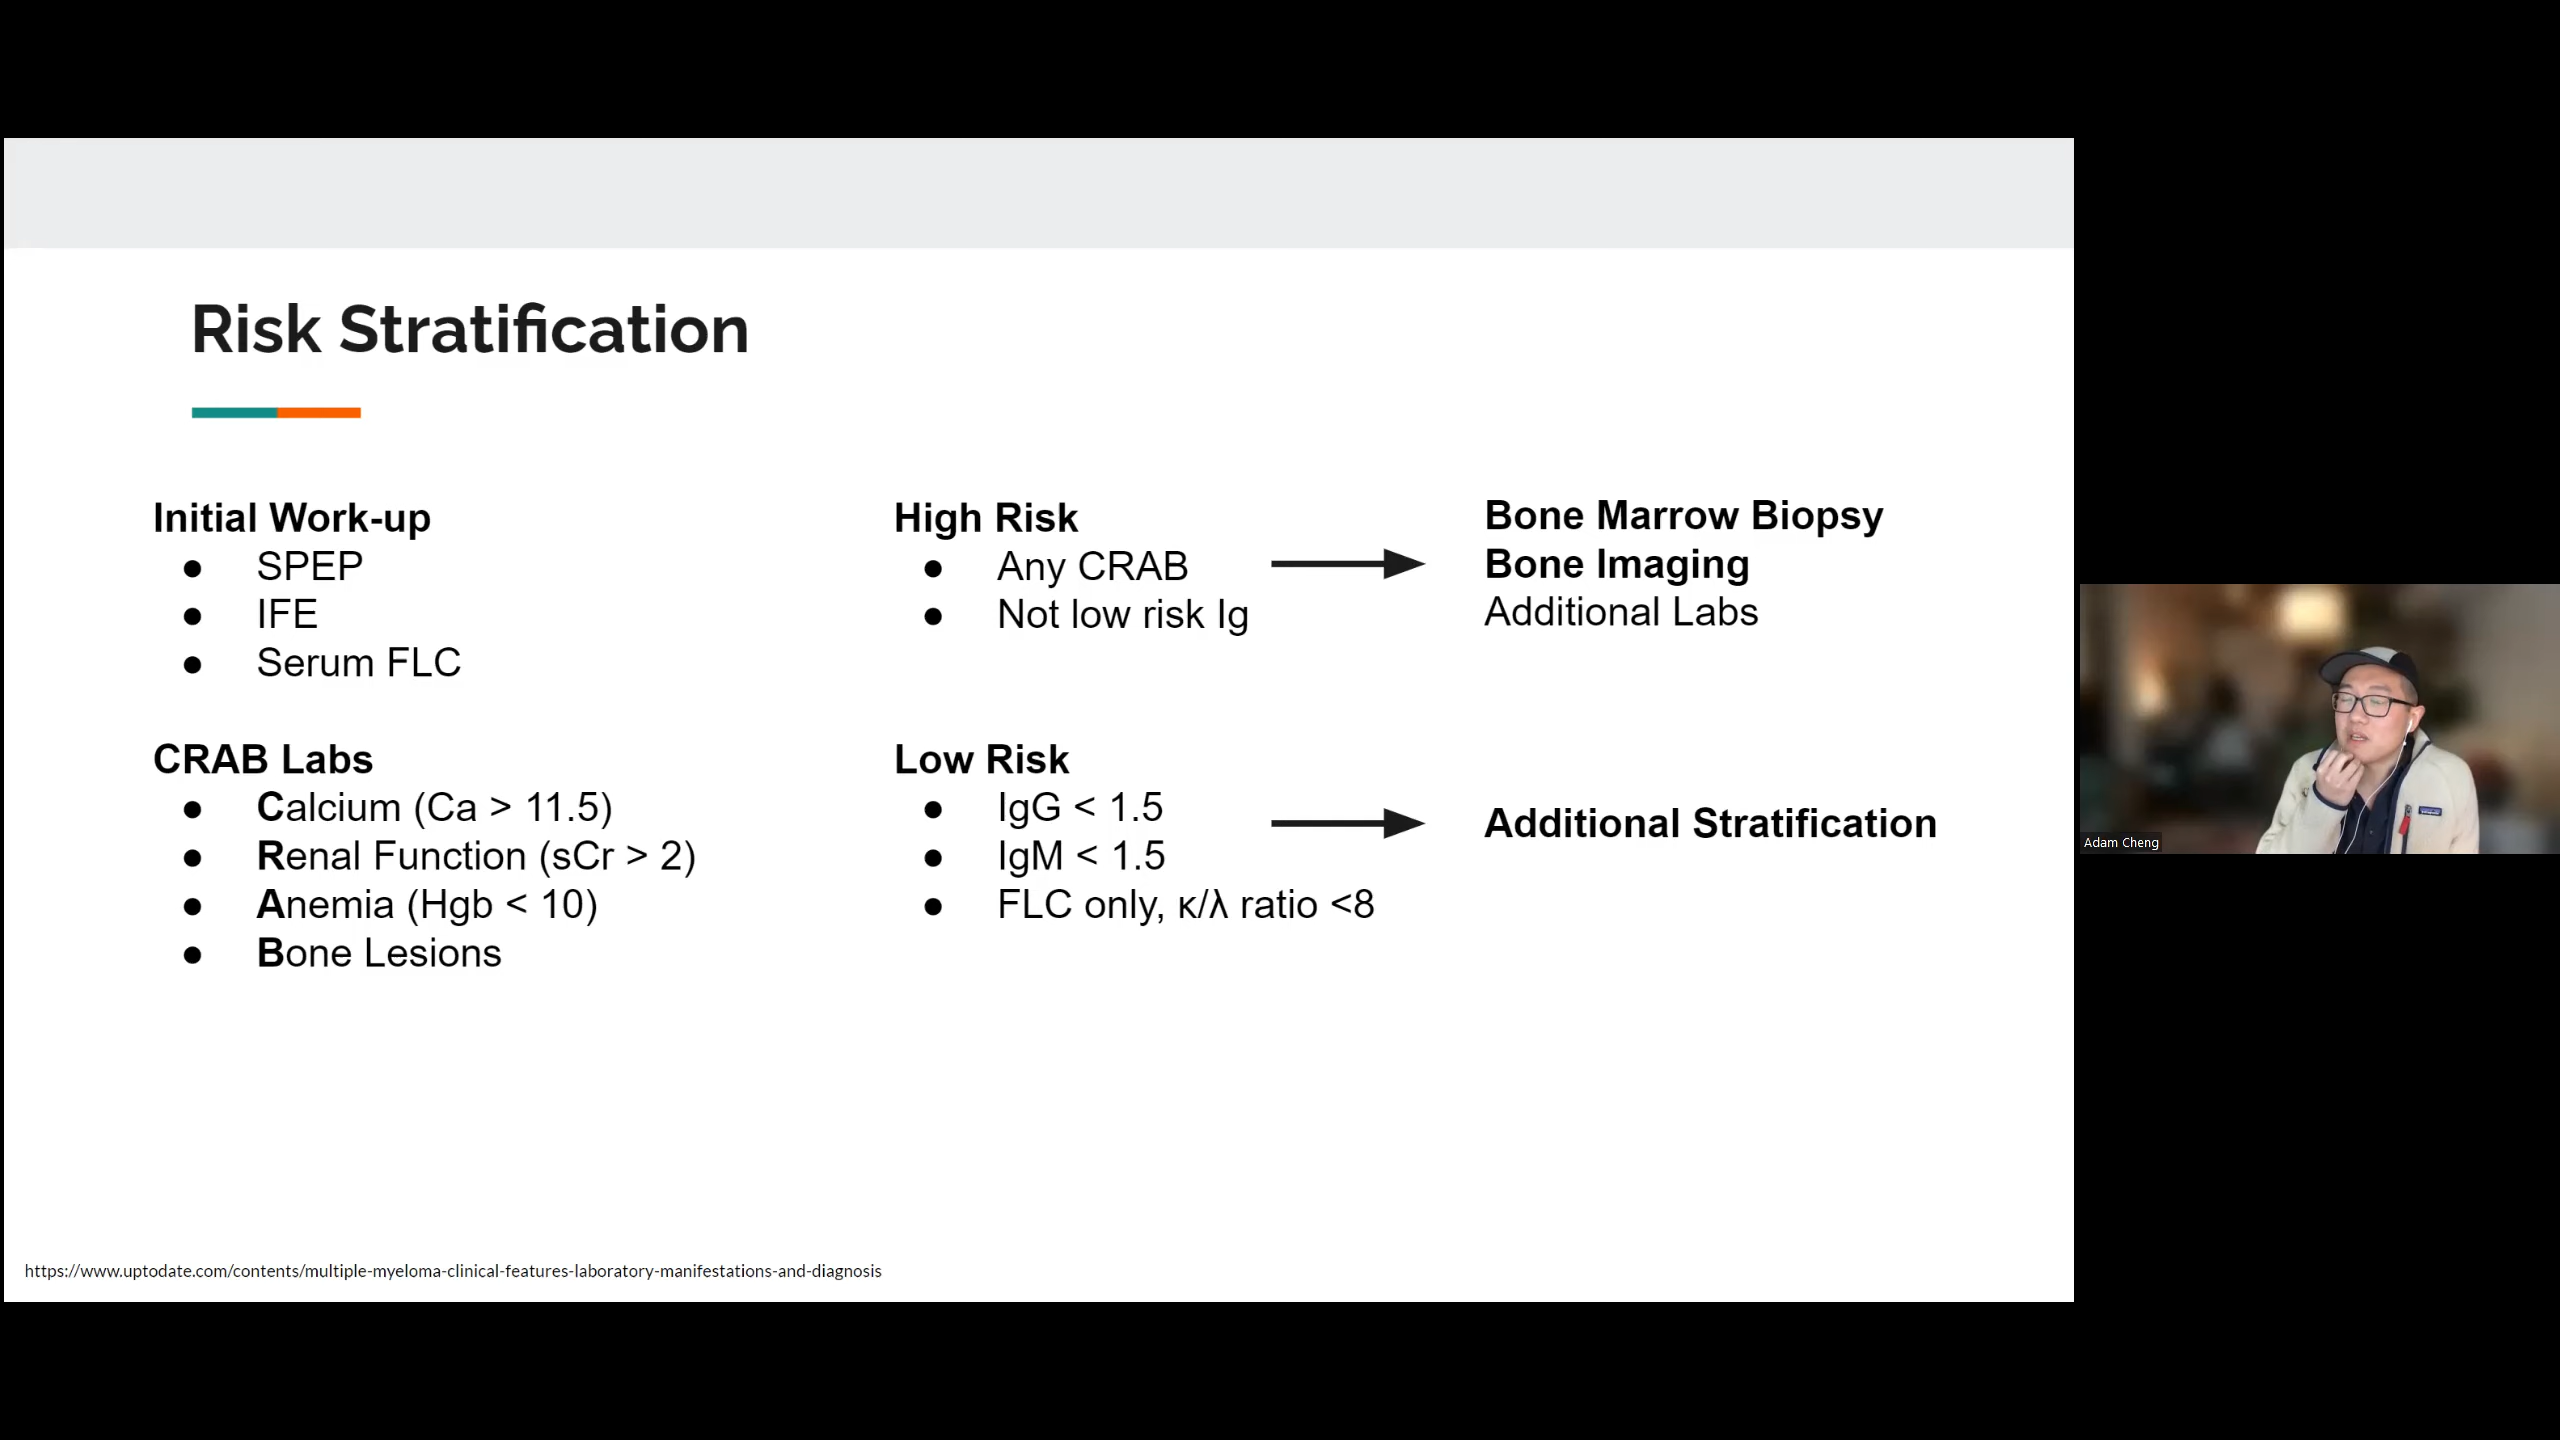 Risk Stratification
Initial Work-up
● SPEP
● IFE
● Serum FLC
CRAB Labs
● Calcium (Ca > 11.5)
● Renal Function (sCr > 2)
● Anemia (Hgb < 10)
● Bone Lesions
High Risk
● Any CRAB
● Not low risk Ig
Low Risk
● IgG < 1.5
● IgM < 1.5
● FLC only, κ/λ ratio <8
Bone Marrow Biopsy
Bone Imaging
Additional Labs
Additional Stratification
https://www.uptodate.com/contents/multiple-myeloma-clinical-features-laboratory-manifestations-and-diagnosis
Adam Cheng